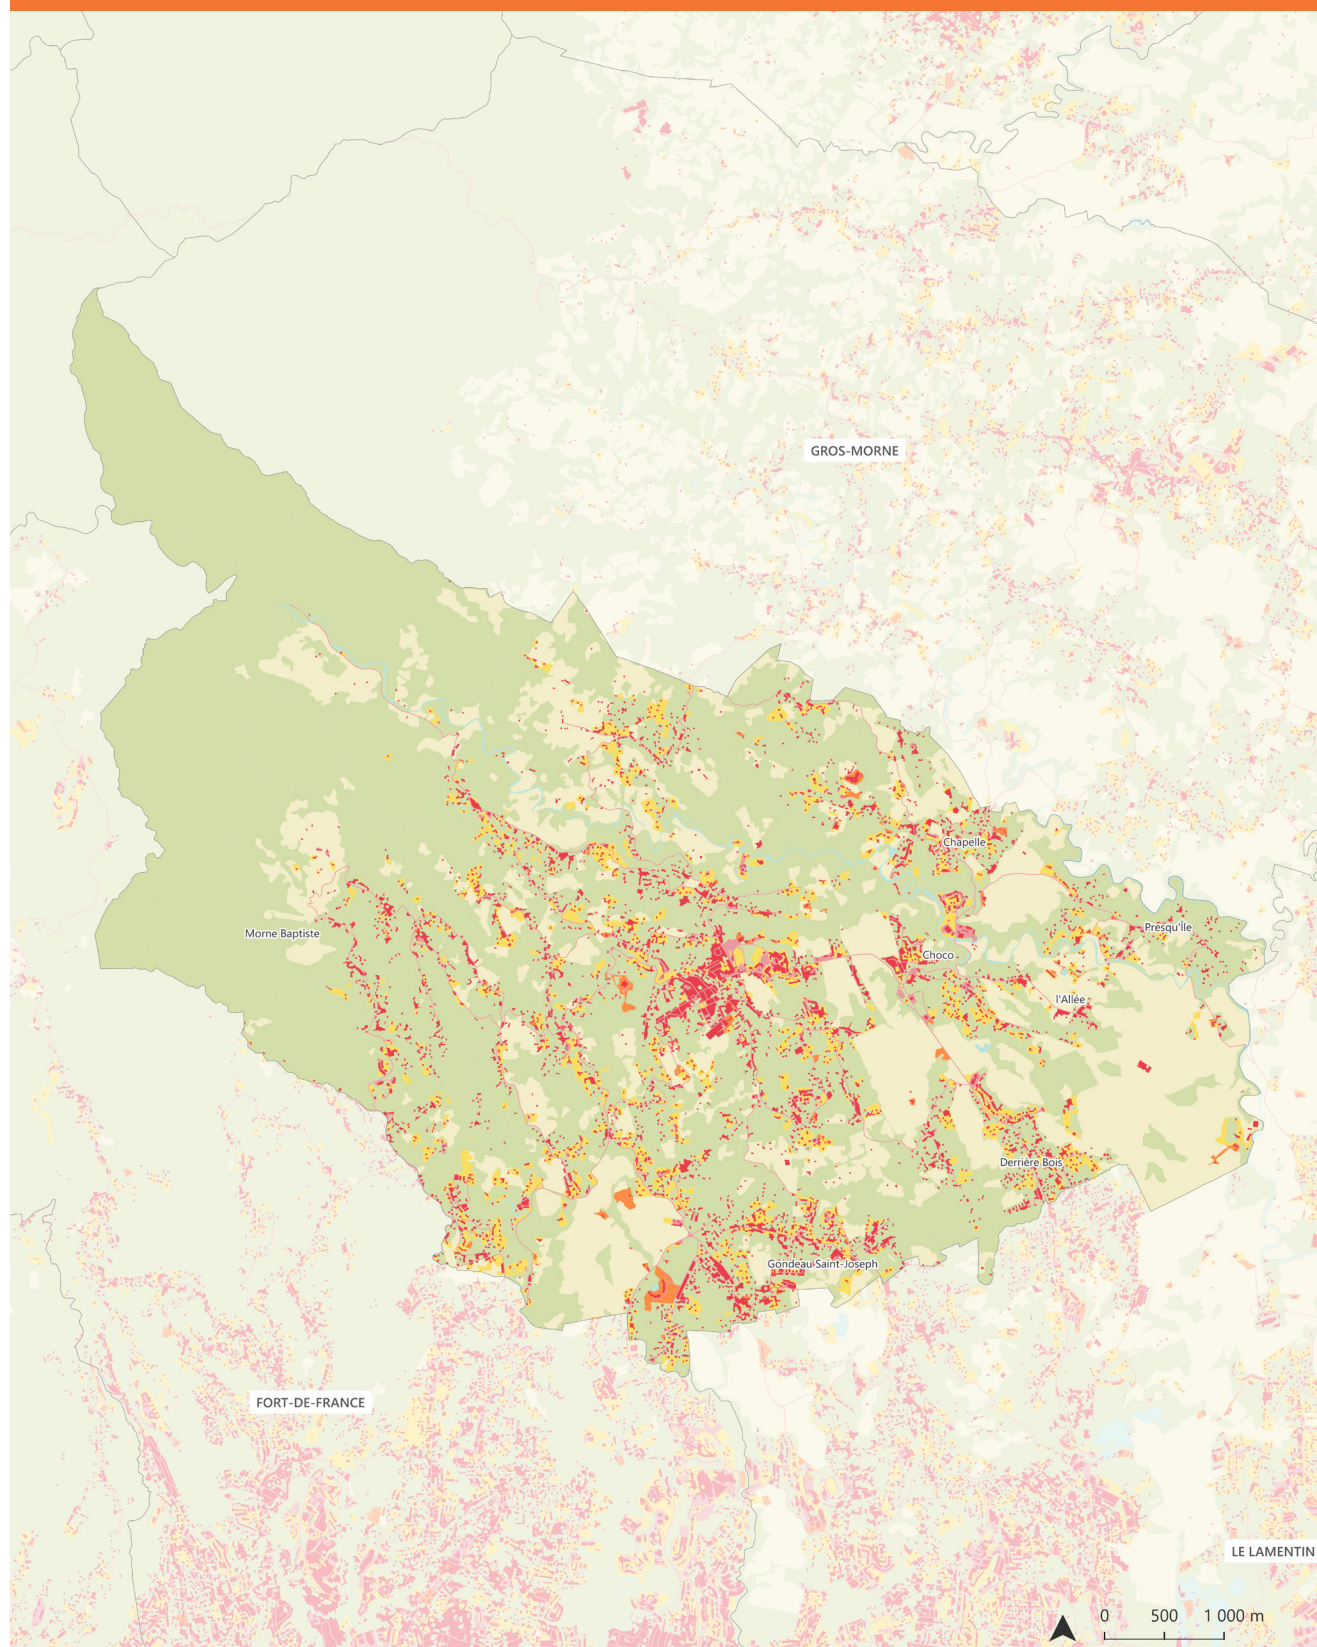 GROS-MORNE
Chapelle
Presqu'île
Morne Baptiste
Choco
l'Allée
Derrière Bois
Gondeau Saint-Joseph
FORT-DE-FRANCE
LE LAMENTIN
0 500 1 000 m